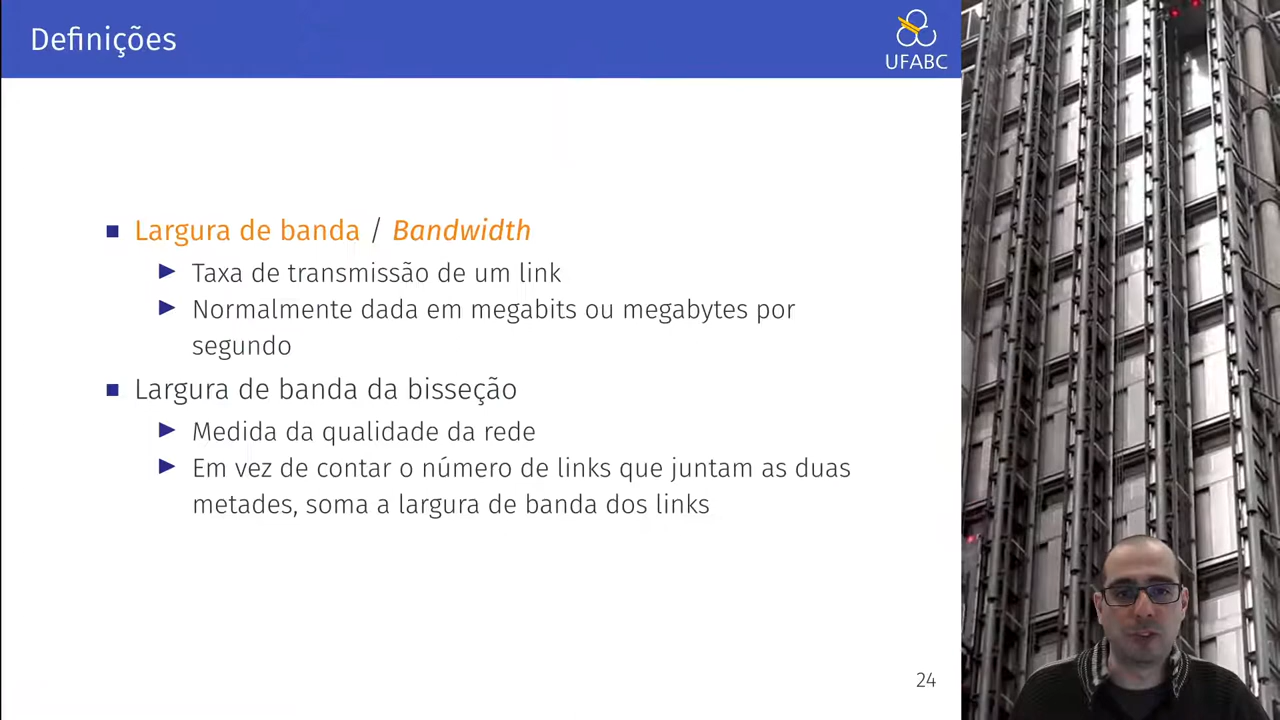 Definições
UFABC
■ Largura de banda / Bandwidth
▶ Taxa de transmissão de um link
▶ Normalmente dada em megabits ou megabytes por
segundo
■ Largura de banda da bisseção
▶ Medida da qualidade da rede
▶ Em vez de contar o número de links que juntam as duas
metades, soma a largura de banda dos links
24